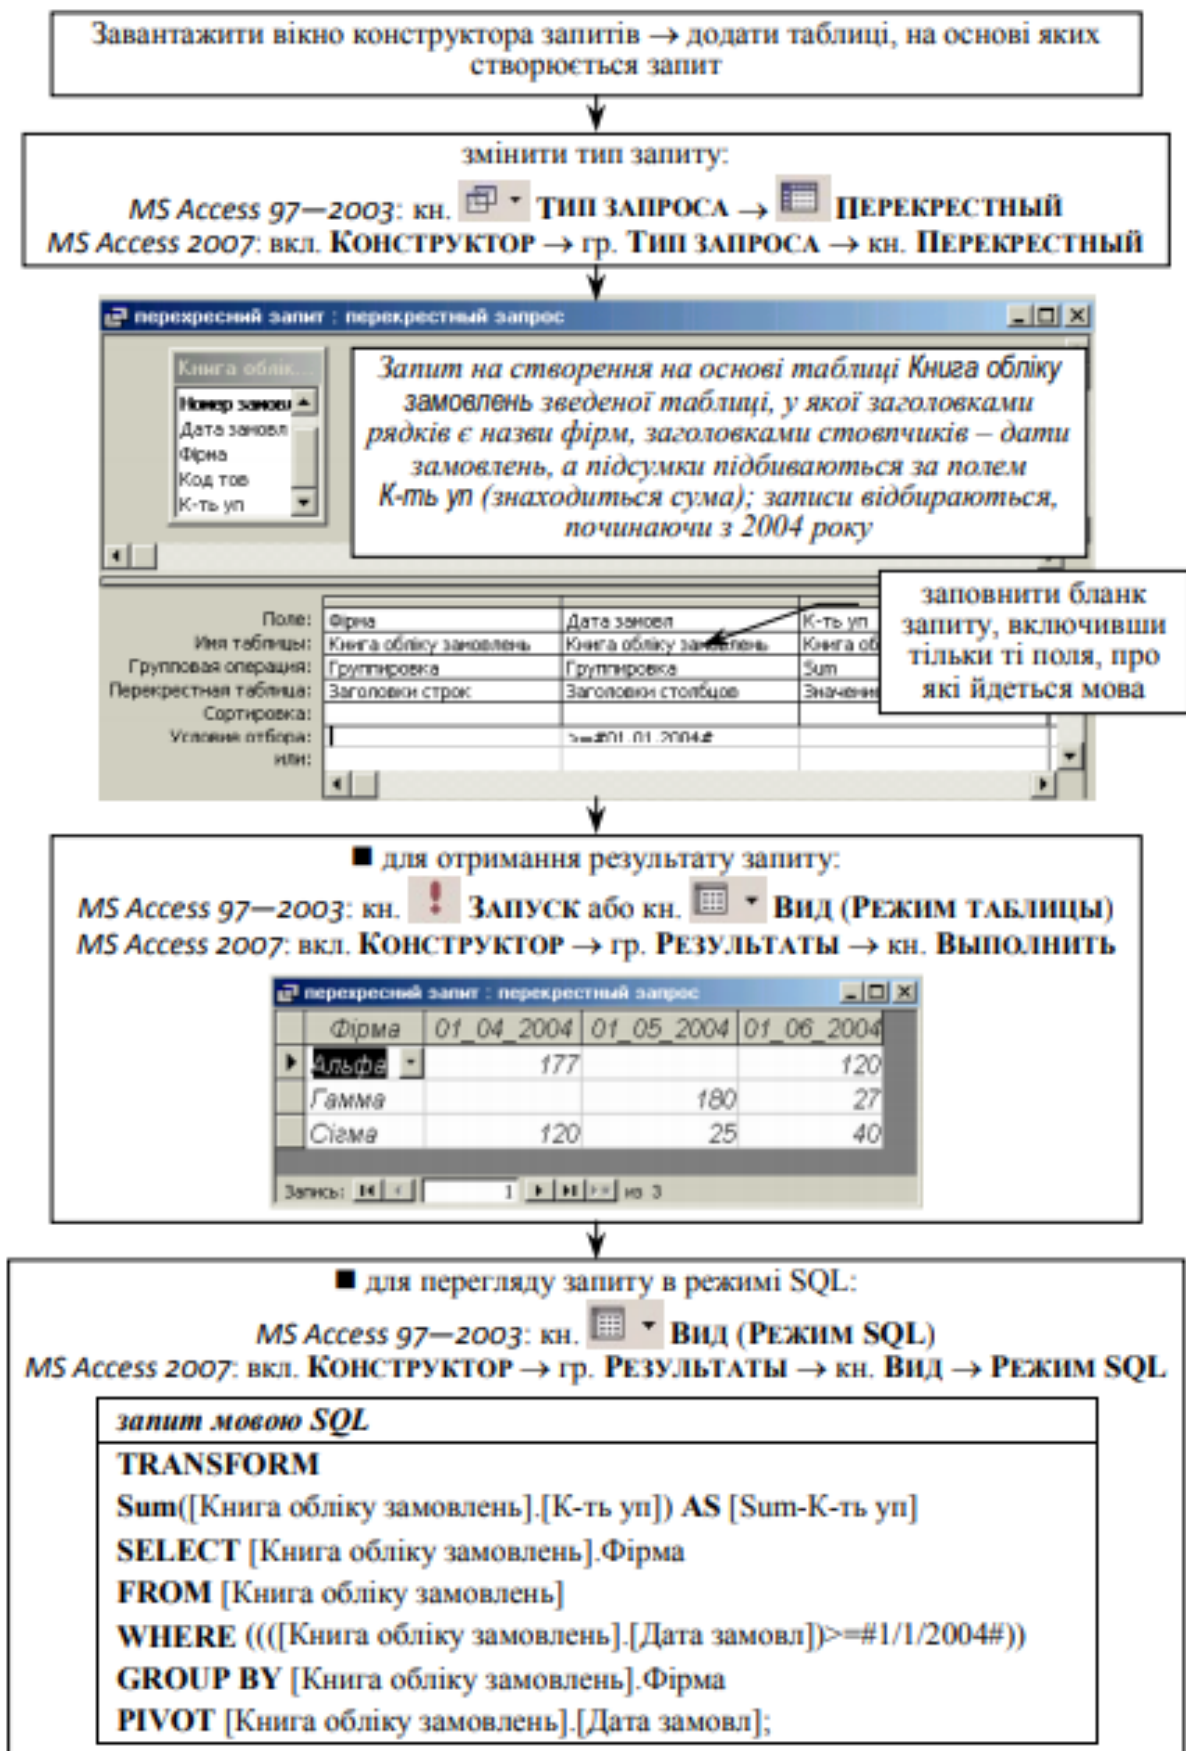 Завантажити вікно конструктора запитів → додати таблиці, на основі яких
створюється запит
змінити тип запиту:
MS Access 97—2003: кн. ТИП ЗАПРОСА → ПЕРЕКРЕСТНЫЙ
MS Access 2007: вкл. КОНСТРУКТОР → гр. ТИП ЗАПРОСА → кн. ПЕРЕКРЕСТНЫЙ
перехресний запит : перекрестный запрос
Книга облік...
Номер замовл
Дата замовл
Фірма
Код тов
К-ть уп
Запит на створення на основі таблиці Книга обліку
замовлень зведеної таблиці, у якої заголовками
рядків є назви фірм, заголовками стовпчиків – дати
замовлень, а підсумки підбиваються за полем
К-ть уп (знаходиться сума); записи відбираються,
починаючи з 2004 року
заповнити бланк
запиту, включивши
тільки ті поля, про
які йдеться мова
Поле: Фірма Дата замовл К-ть уп
Имя таблицы: Книга обліку замовлень Книга обліку замовлень Книга об
Групповая операция: Группировка Группировка Sum
Перекрестная таблица: Заголовки строк Заголовки столбцов Значение
Сортировка:
Условие отбора: >=#01.01.2004#
или:
■ для отримання результату запиту:
MS Access 97—2003: кн. ЗАПУСК або кн. ВИД (РЕЖИМ ТАБЛИЦЫ)
MS Access 2007: вкл. КОНСТРУКТОР → гр. РЕЗУЛЬТАТЫ → кн. ВЫПОЛНИТЬ
перехресний запит : перекрестный запрос
Фірма 01_04_2004 01_05_2004 01_06_2004
Альфа 177 120
Гамма 180 27
Сігма 120 25 40
Запись: 1 из 3
■ для перегляду запиту в режимі SQL:
MS Access 97—2003: кн. ВИД (РЕЖИМ SQL)
MS Access 2007: вкл. КОНСТРУКТОР → гр. РЕЗУЛЬТАТЫ → кн. ВИД → РЕЖИМ SQL
запит мовою SQL
TRANSFORM
Sum([Книга обліку замовлень].[К-ть уп]) AS [Sum-К-ть уп]
SELECT [Книга обліку замовлень].Фірма
FROM [Книга обліку замовлень]
WHERE ((([Книга обліку замовлень].[Дата замовл])>=#1/1/2004#))
GROUP BY [Книга обліку замовлень].Фірма
PIVOT [Книга обліку замовлень].[Дата замовл];